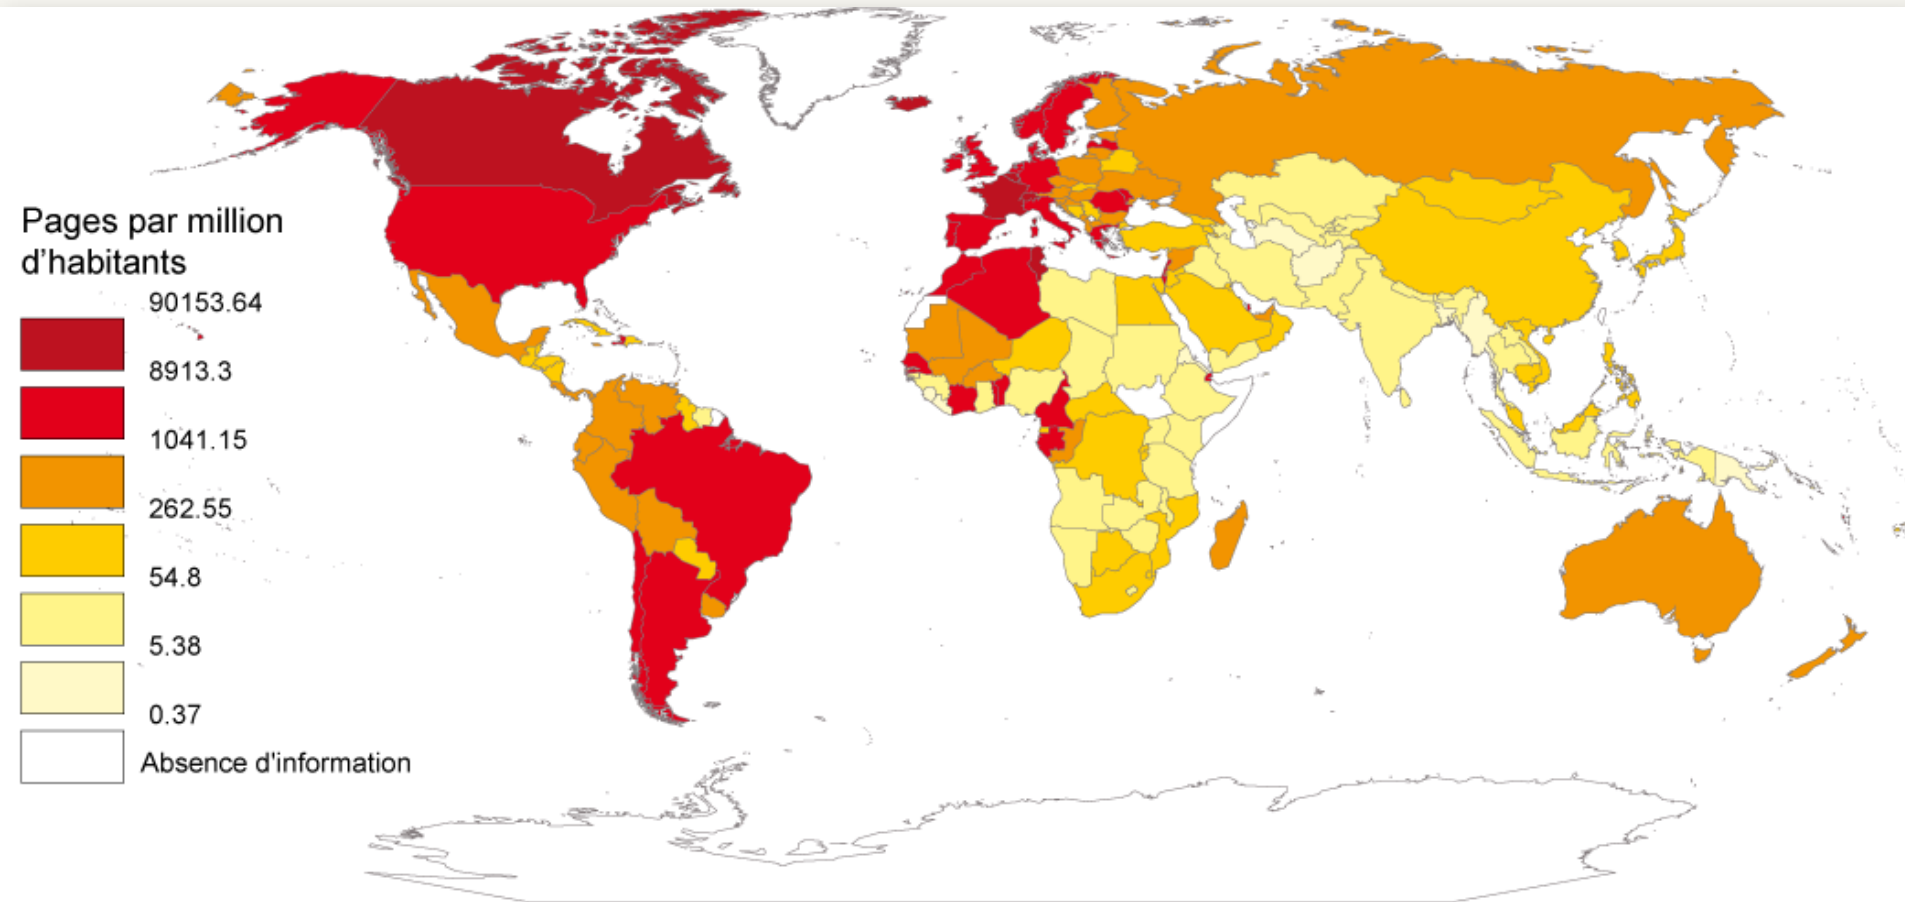 Pages par million
d’habitants
90153.64
8913.3
1041.15
262.55
54.8
5.38
0.37
Absence d'information